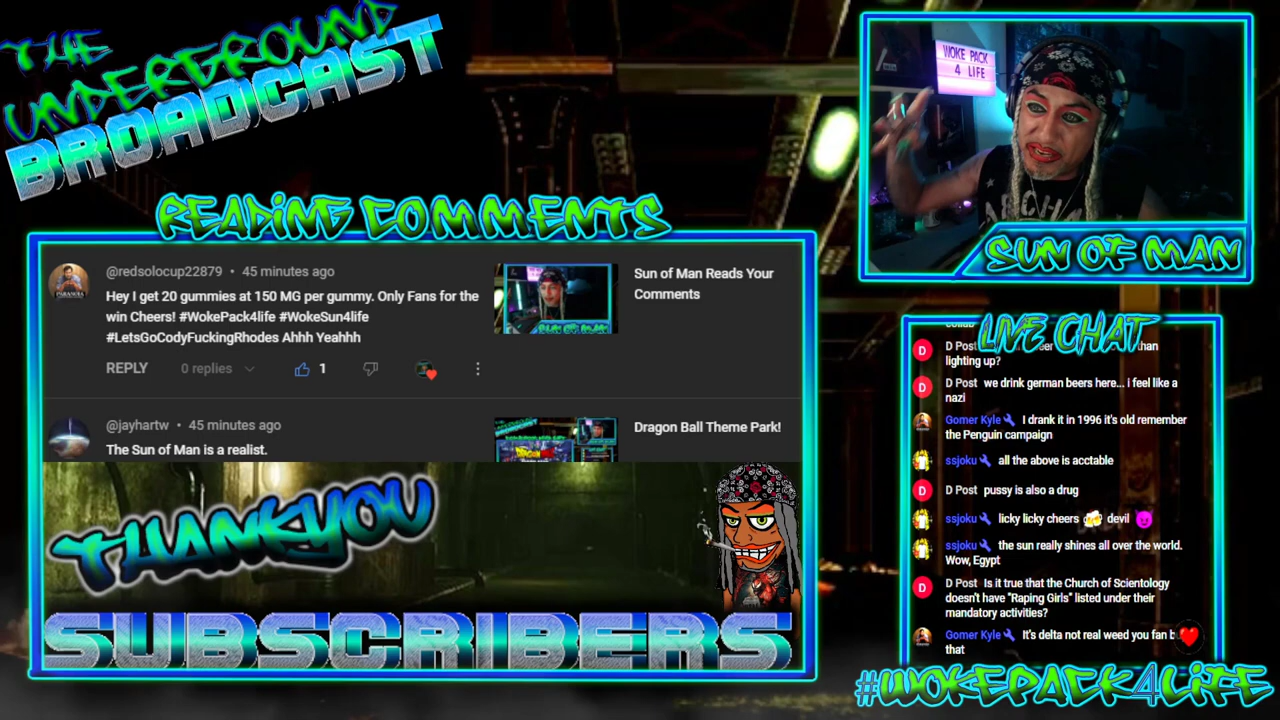 THE
UNDERGROUND
BROADCAST
READING COMMENTS
@redsolocup22879 • 45 minutes ago
Hey I get 20 gummies at 150 MG per gummy. Only Fans for the
win Cheers! #WokePack4life #WokeSun4life
#LetsGoCodyFuckingRhodes Ahhh Yeahhh
REPLY 0 replies 1
Sun of Man Reads Your
Comments
SUN OF MAN
@jayhartw • 45 minutes ago
The Sun of Man is a realist.
Dragon Ball Theme Park!
THANKYOU
SUBSCRIBERS
WOKE PACK
4 LIFE
SUN OF MAN
LIVE CHAT
D Post than
lighting up?
D Post we drink german beers here... i feel like a
nazi
Gomer Kyle I drank it in 1996 it's old remember
the Penguin campaign
ssjoku all the above is acctable
D Post pussy is also a drug
ssjoku licky licky cheers 🍻 devil 😈
ssjoku the sun really shines all over the world.
Wow, Egypt
D Post Is it true that the Church of Scientology
doesn't have "Raping Girls" listed under their
mandatory activities?
Gomer Kyle It's delta not real weed you fan
that
#WOKEPACK4LIFE